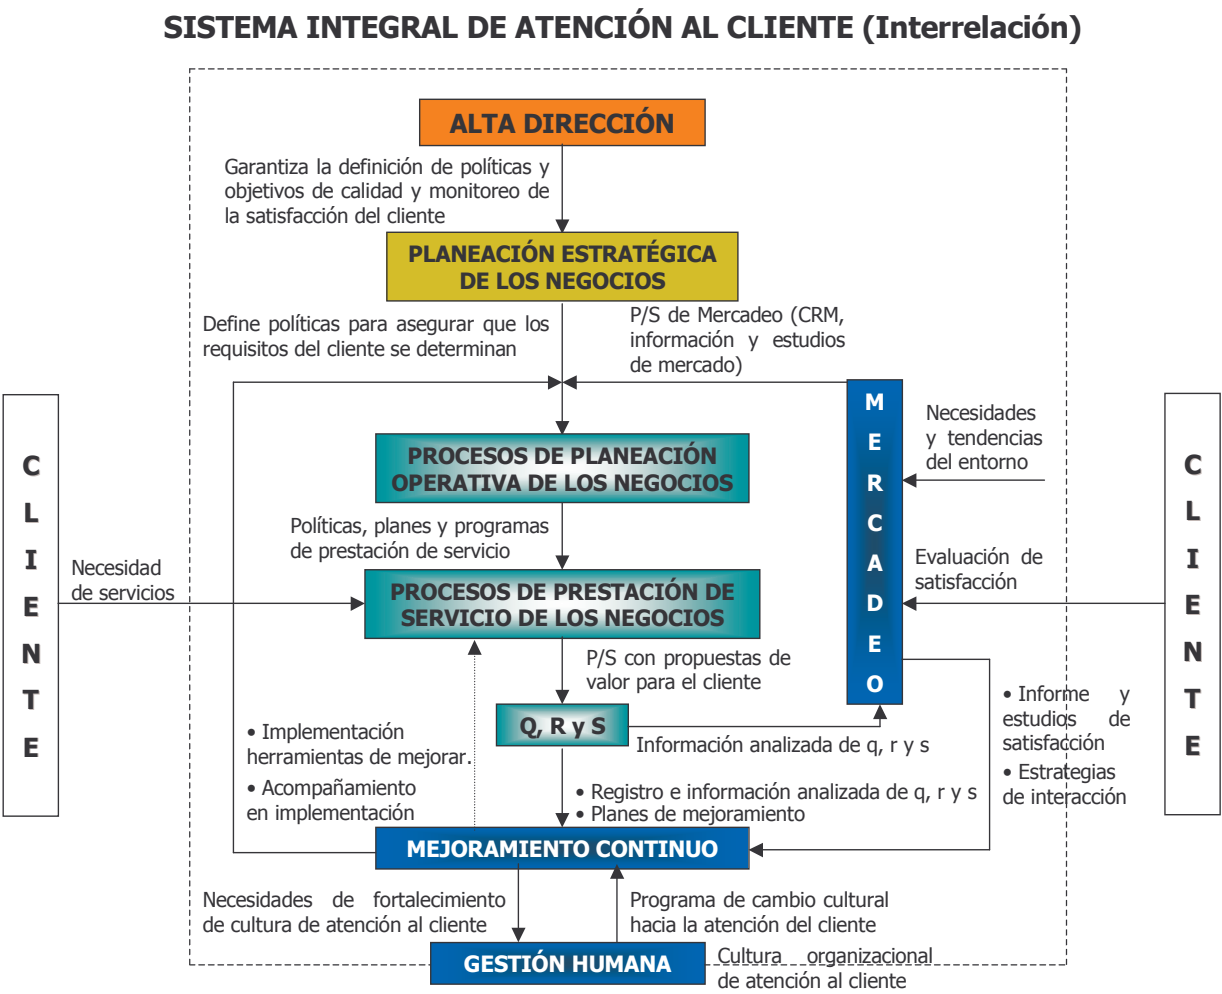 SISTEMA INTEGRAL DE ATENCIÓN AL CLIENTE (Interrelación)
ALTA DIRECCIÓN
Garantiza la definición de políticas y
objetivos de calidad y monitoreo de
la satisfacción del cliente
PLANEACIÓN ESTRATÉGICA
DE LOS NEGOCIOS
Define políticas para asegurar que los
requisitos del cliente se determinan
P/S de Mercadeo (CRM,
información y estudios
de mercado)
MERCADEO
Necesidades
y tendencias
del entorno
CLIENTE
CLIENTE
PROCESOS DE PLANEACIÓN
OPERATIVA DE LOS NEGOCIOS
Políticas, planes y programas
de prestación de servicio
Necesidad
de servicios
Evaluación de
satisfacción
PROCESOS DE PRESTACIÓN DE
SERVICIO DE LOS NEGOCIOS
P/S con propuestas de
valor para el cliente
Q, R y S
Información analizada de q, r y s
• Informe y
estudios de
satisfacción
• Estrategias
de interacción
• Implementación
herramientas de mejorar.
• Acompañamiento
en implementación
• Registro e información analizada de q, r y s
• Planes de mejoramiento
MEJORAMIENTO CONTINUO
Necesidades de fortalecimiento
de cultura de atención al cliente
Programa de cambio cultural
hacia la atención del cliente
GESTIÓN HUMANA
Cultura organizacional
de atención al cliente